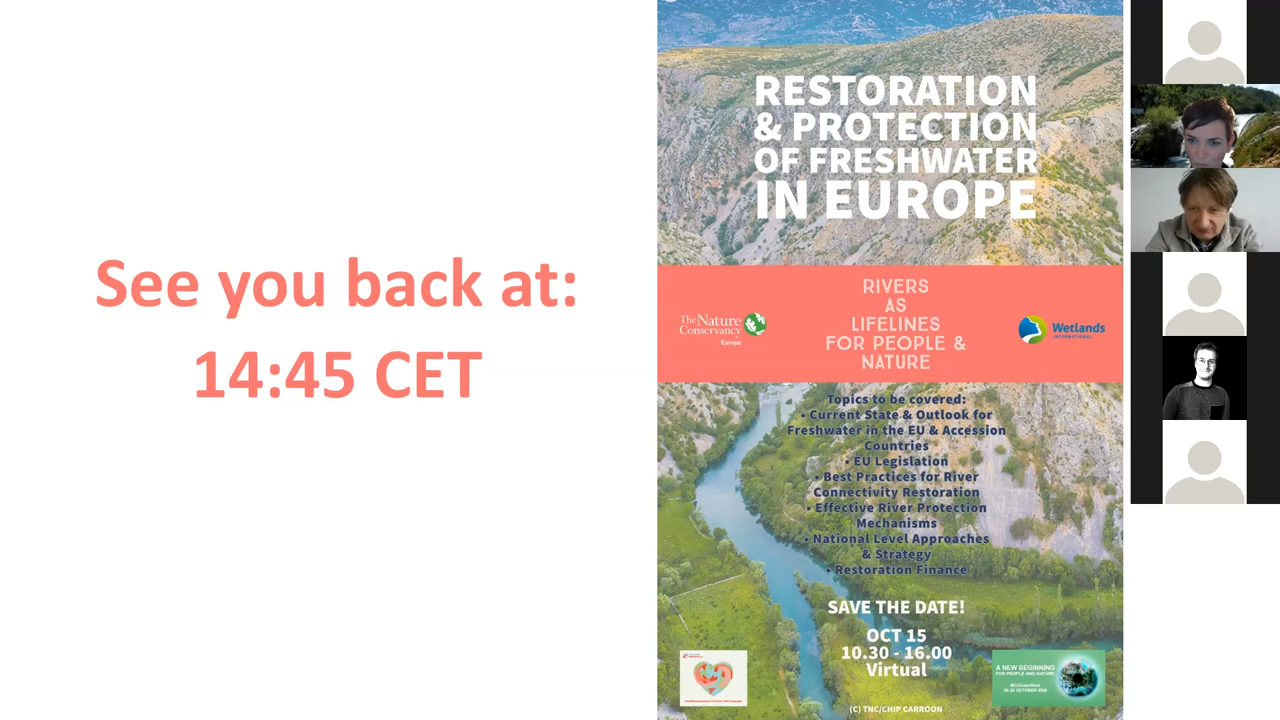 See you back at:
14:45 CET
RESTORATION
& PROTECTION
OF FRESHWATER
IN EUROPE
The Nature
Conservancy
Europe
RIVERS
AS
LIFELINES
FOR PEOPLE &
NATURE
Wetlands
INTERNATIONAL
Topics to be covered:
• Current State & Outlook for
Freshwater in the EU & Accession
Countries
• EU Legislation
• Best Practices for River
Connectivity Restoration
• Effective River Protection
Mechanisms
• National Level Approaches
& Strategy
• Restoration Finance
SAVE THE DATE!
OCT 15
10.30 - 16.00
Virtual
A NEW BEGINNING
FOR PEOPLE AND NATURE
#EUGreenWeek
(C) TNC/CHIP CARROON